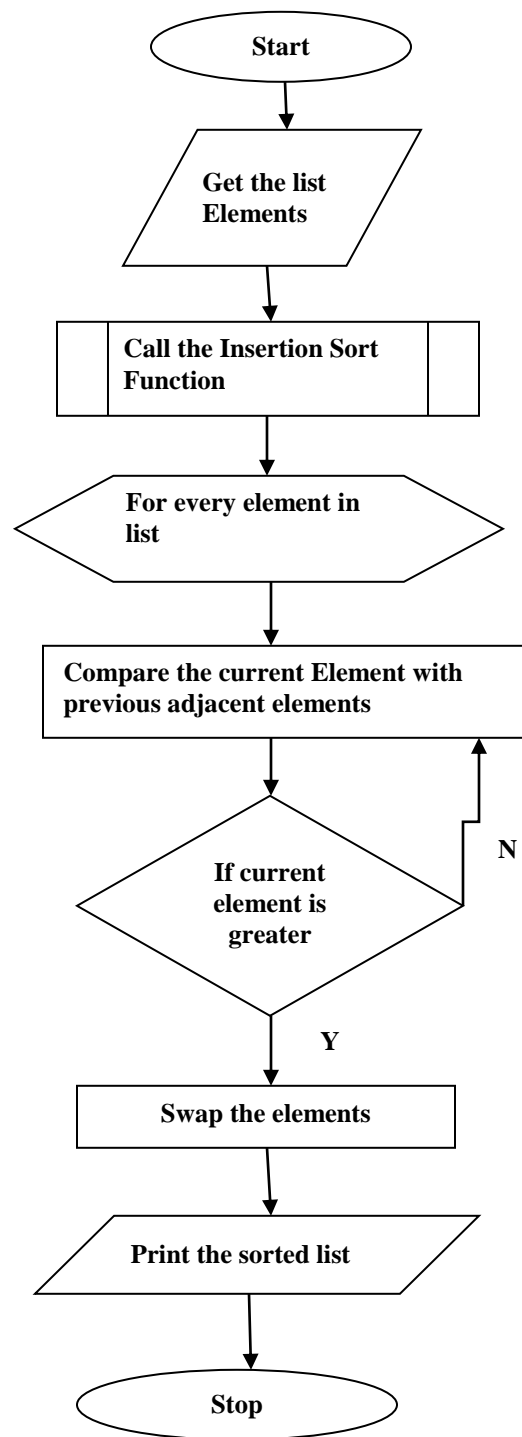 Start
Get the list
Elements
Call the Insertion Sort
Function
For every element in
list
Compare the current Element with
previous adjacent elements
N
If current
element is
greater
Y
Swap the elements
Print the sorted list
Stop